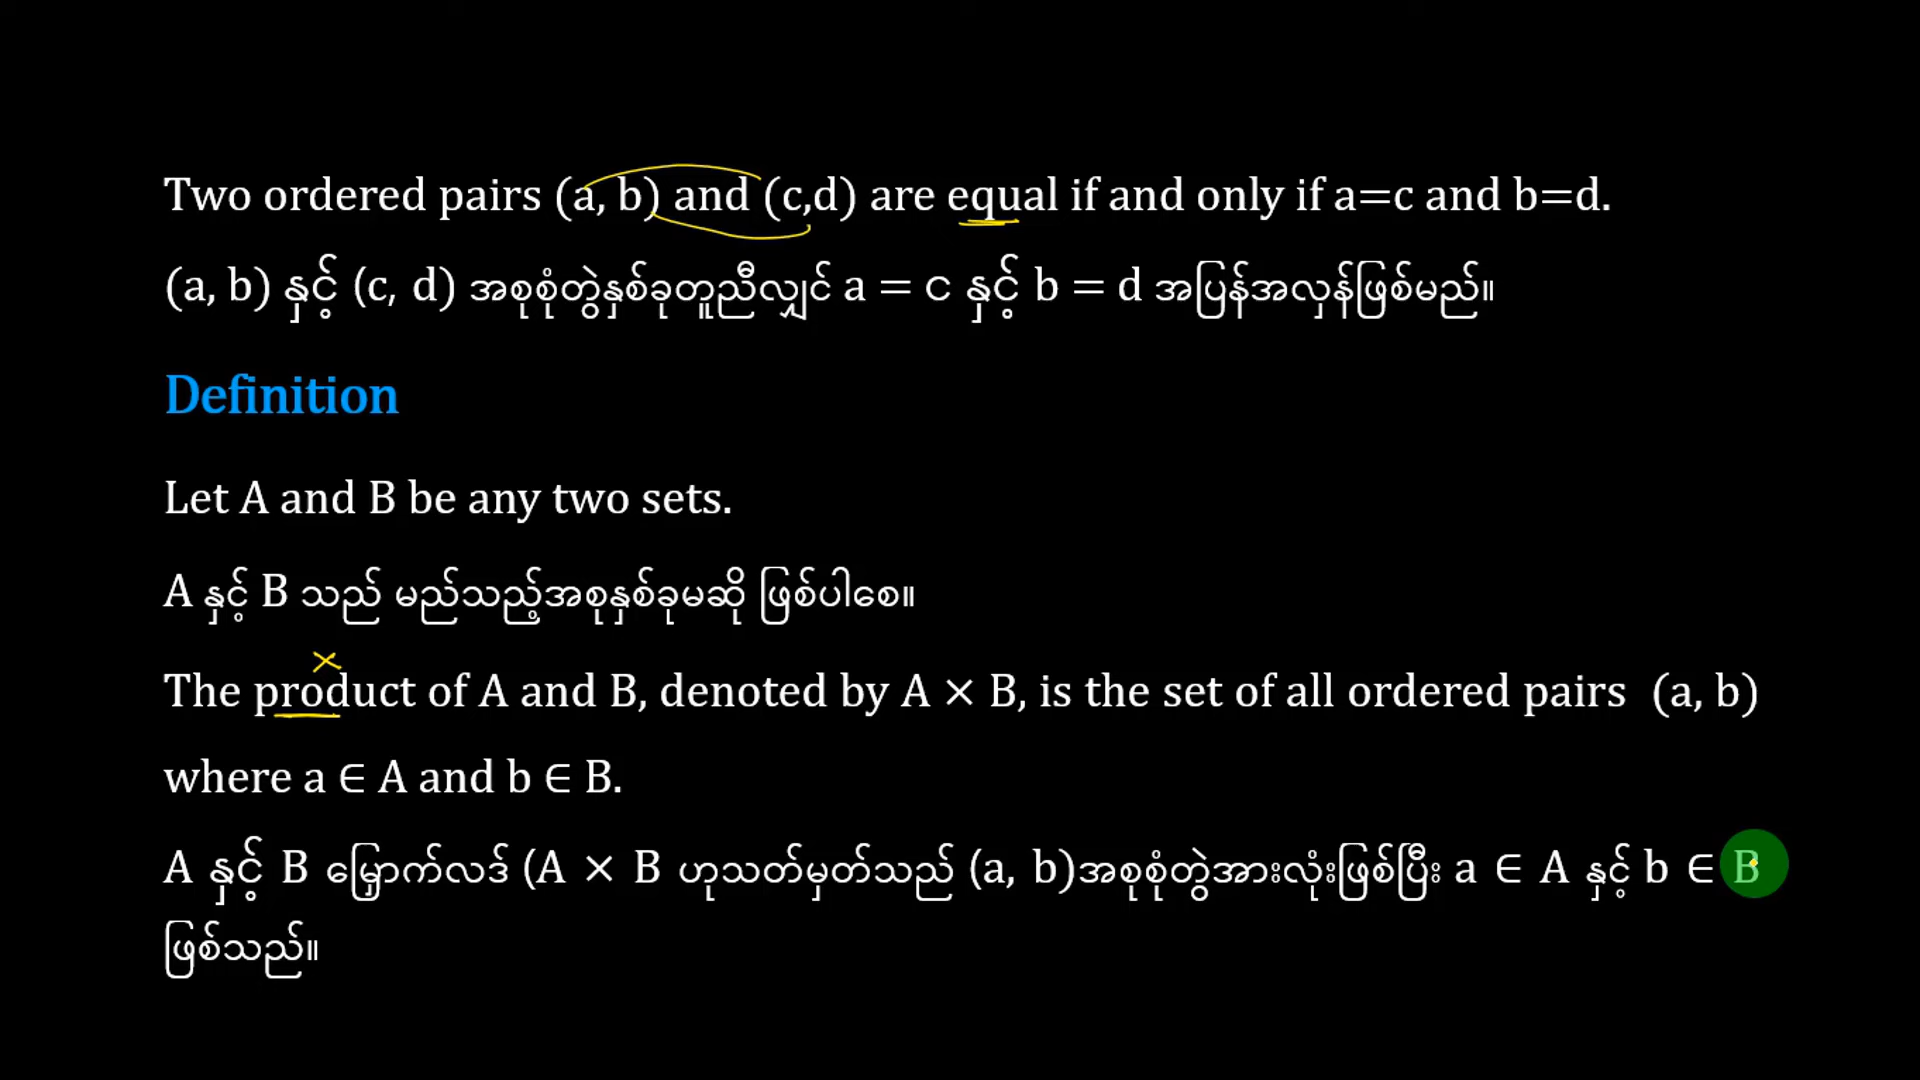 Two ordered pairs (a, b) and (c,d) are equal if and only if a=c and b=d.
(a, b) နှင့် (c, d) အစုစုံတွဲနှစ်ခုတူညီလျှင် a = c နှင့် b = d အပြန်အလှန်ဖြစ်မည်။
Definition
Let A and B be any two sets.
A နှင့် B သည် မည်သည့်အစုနှစ်ခုမဆို ဖြစ်ပါစေ။
×
The product of A and B, denoted by A × B, is the set of all ordered pairs (a, b)
where a ∈ A and b ∈ B.
A နှင့် B မြှောက်လဒ် (A × B ဟုသတ်မှတ်သည် (a, b)အစုစုံတွဲအားလုံးဖြစ်ပြီး a ∈ A နှင့် b ∈ B
ဖြစ်သည်။